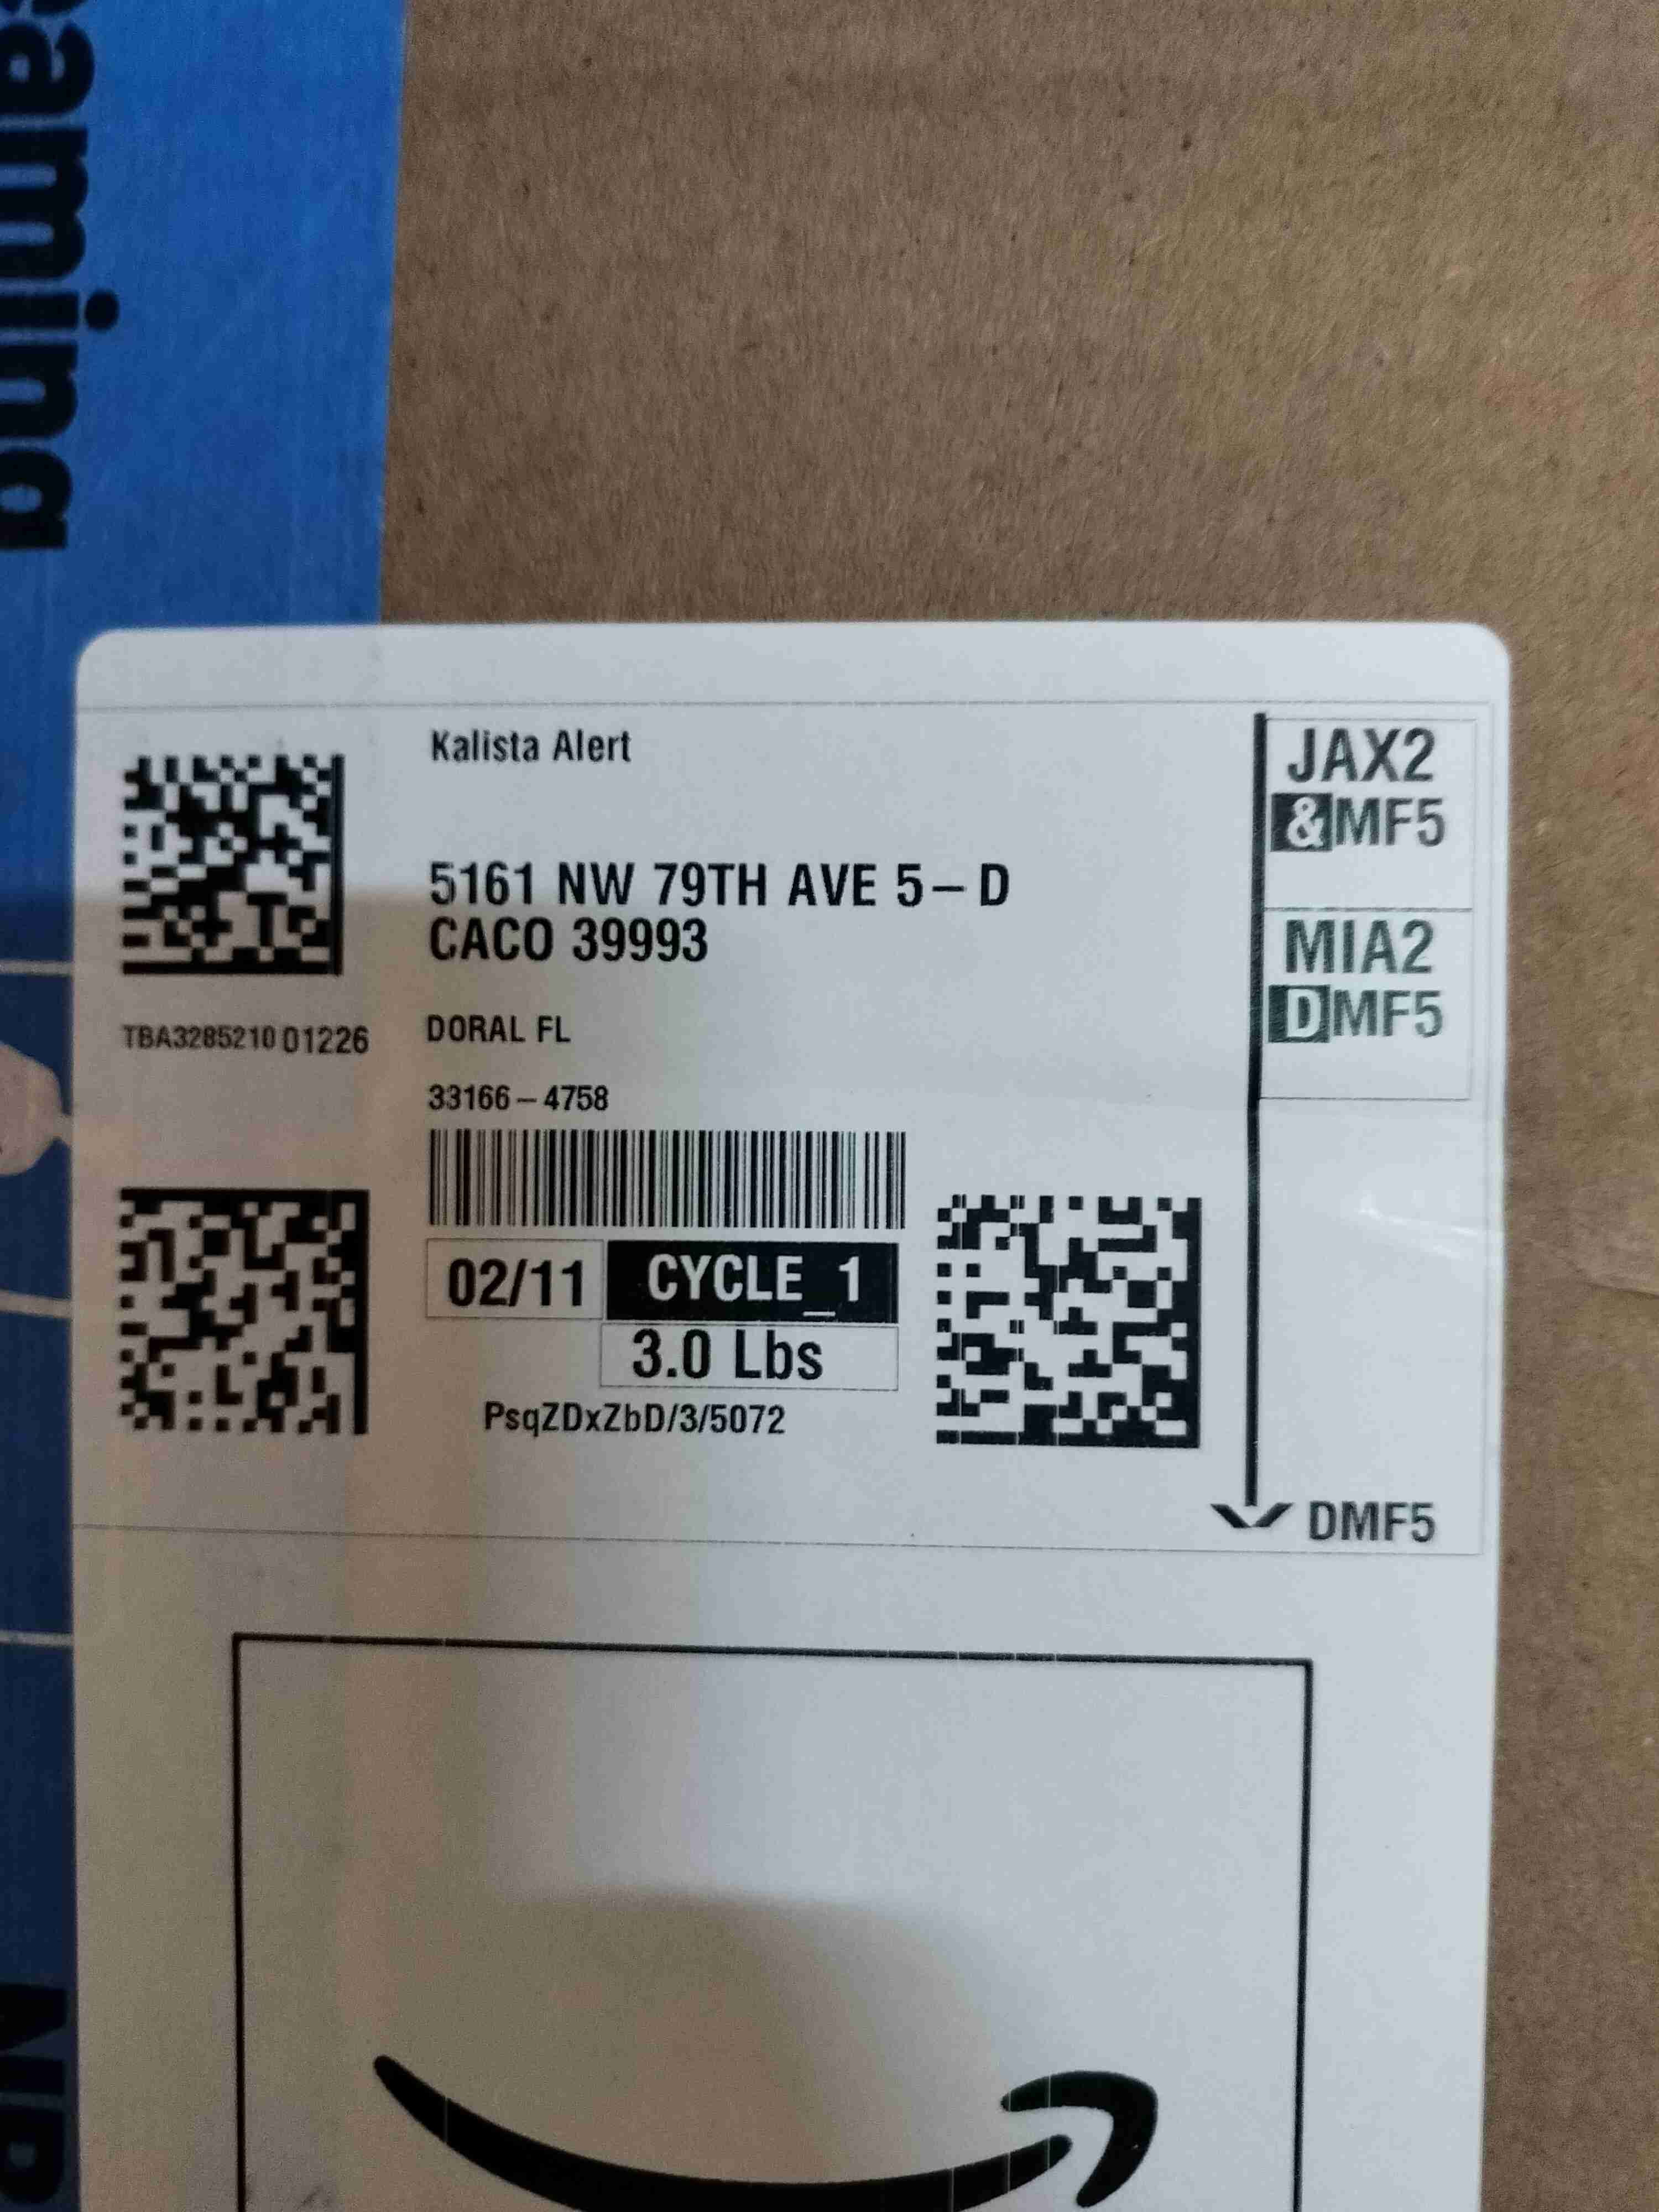 Kalista Alert
5161 NW 79TH AVE 5-D
CACO 39993
TBA328521001226
DORAL FL
33166-4758
02/11 CYCLE_1
3.0 Lbs
PsqZDxZbD/3/5072
JAX2
&MF5
MIA2
DMF5
DMF5